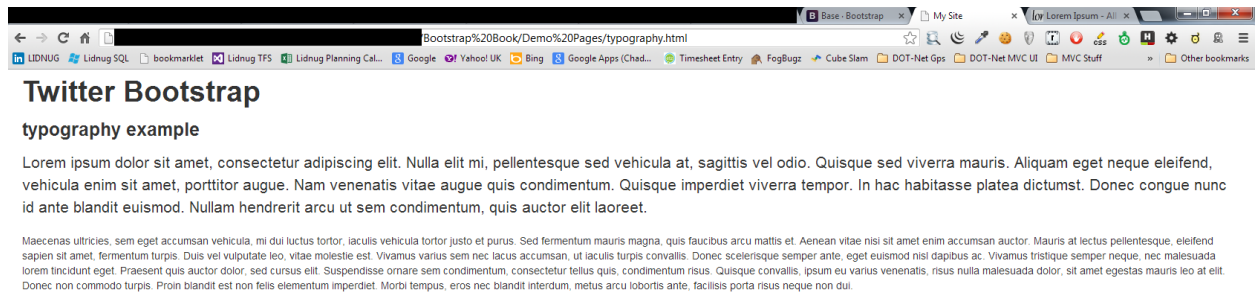 Base · Bootstrap
My Site
Lorem Ipsum - All
Bootstrap%20Book/Demo%20Pages/typography.html
LIDNUG
Lidnug SQL
bookmarklet
Lidnug TFS
Lidnug Planning Cal...
Google
Yahoo! UK
Bing
Google Apps (Chad...
Timesheet Entry
FogBugz
Cube Slam
DOT-Net Gps
DOT-Net MVC UI
MVC Stuff
»
Other bookmarks
Twitter Bootstrap
typography example
Lorem ipsum dolor sit amet, consectetur adipiscing elit. Nulla elit mi, pellentesque sed vehicula at, sagittis vel odio. Quisque sed viverra mauris. Aliquam eget neque eleifend,
vehicula enim sit amet, porttitor augue. Nam venenatis vitae augue quis condimentum. Quisque imperdiet viverra tempor. In hac habitasse platea dictumst. Donec congue nunc
id ante blandit euismod. Nullam hendrerit arcu ut sem condimentum, quis auctor elit laoreet.
Maecenas ultricies, sem eget accumsan vehicula, mi dui luctus tortor, iaculis vehicula tortor justo et purus. Sed fermentum mauris magna, quis faucibus arcu mattis et. Aenean vitae nisi sit amet enim accumsan auctor. Mauris at lectus pellentesque, eleifend
sapien sit amet, fermentum turpis. Duis vel vulputate leo, vitae molestie est. Vivamus varius sem nec lacus accumsan, ut iaculis turpis convallis. Donec scelerisque semper ante, eget euismod nisl dapibus ac. Vivamus tristique semper neque, nec malesuada
lorem tincidunt eget. Praesent quis auctor dolor, sed cursus elit. Suspendisse ornare sem condimentum, consectetur tellus quis, condimentum risus. Quisque convallis, ipsum eu varius venenatis, risus nulla malesuada dolor, sit amet egestas mauris leo at elit.
Donec non commodo turpis. Proin blandit est non felis elementum imperdiet. Morbi tempus, eros nec blandit interdum, metus arcu lobortis ante, facilisis porta risus neque non dui.